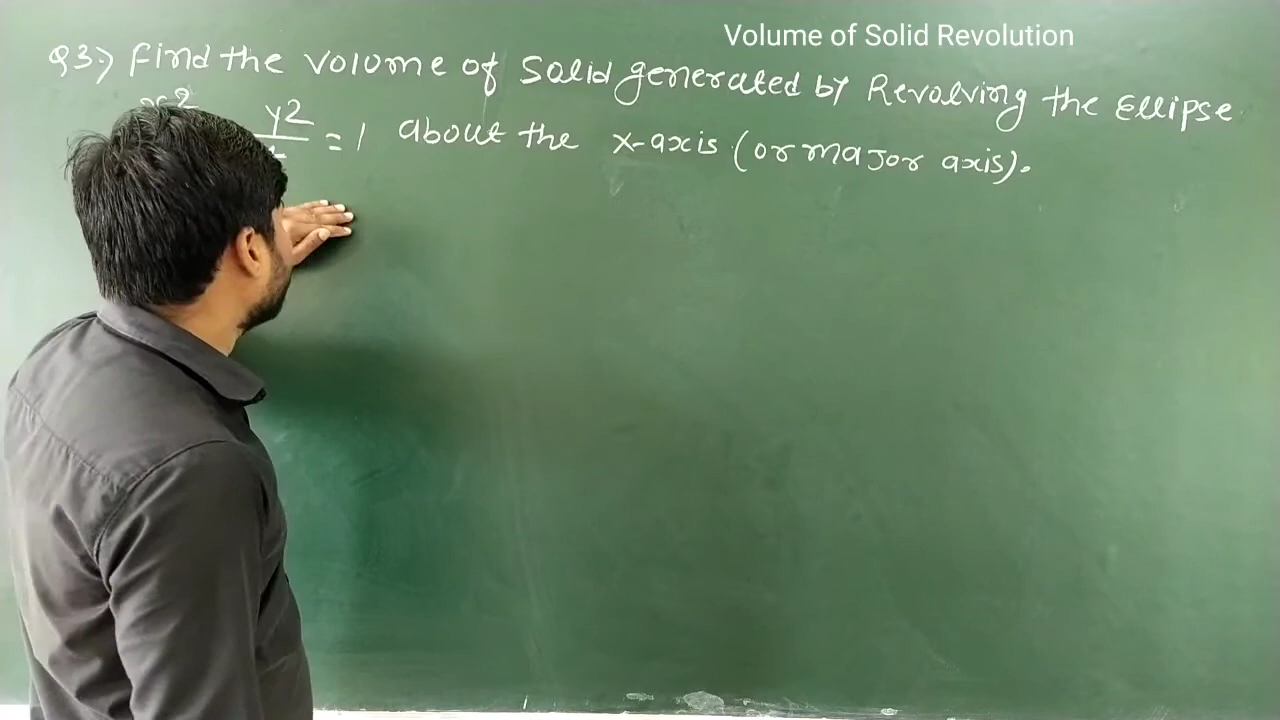 Volume of Solid Revolution
Q3:) Find the volume of Solid generated by Revolving the Ellipse
x2 y2 = 1 about the x-axis (or major axis).